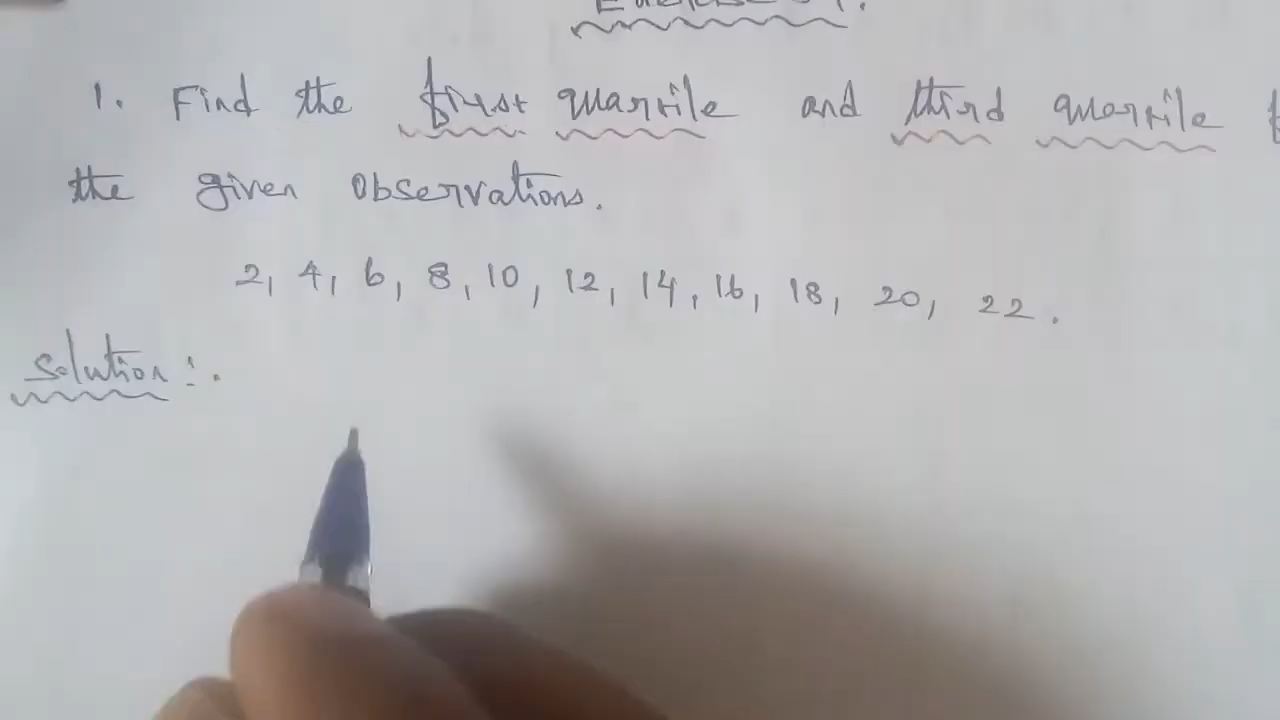 1. Find the first quartile and third quartile
the given observations.
2, 4, 6, 8, 10, 12, 14, 16, 18, 20, 22.
Solution:.